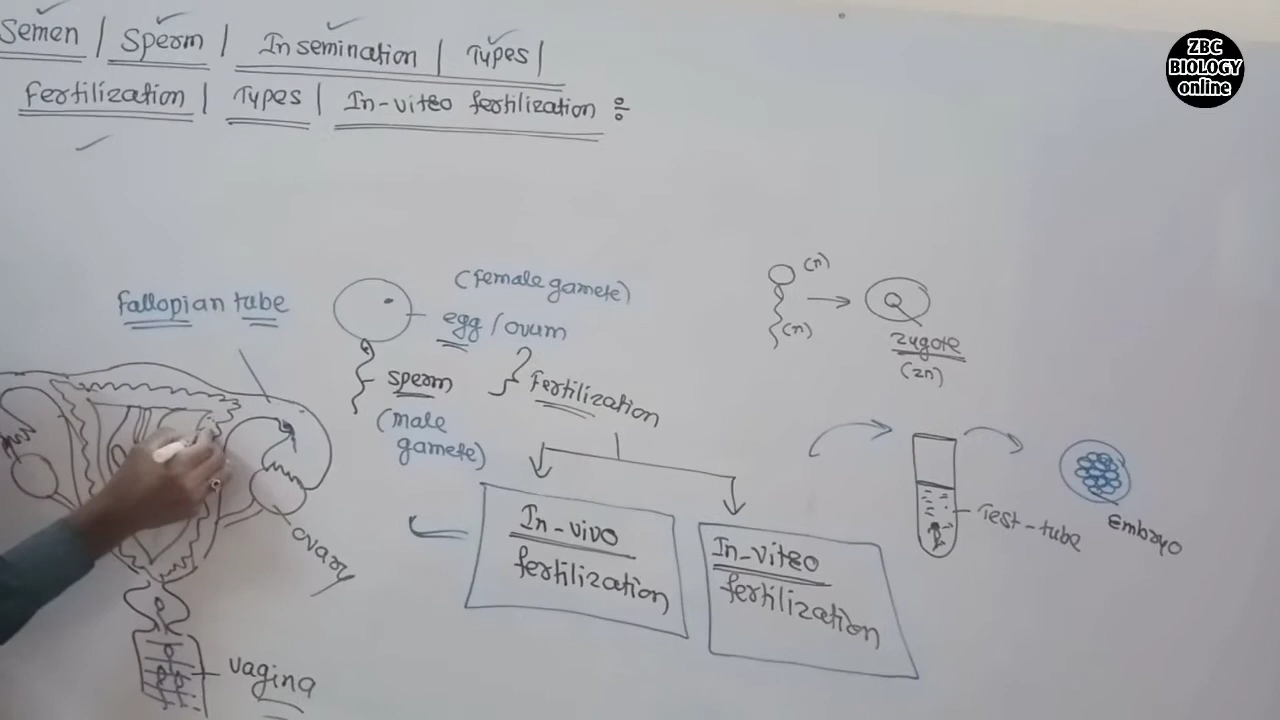 Semen | Sperm | Insemination | Types |
Fertilization | Types | In-vitro fertilization :
ZBC
BIOLOGY
online
Fallopian tube
(female gamete)
egg / ovum
sperm
(male
gamete)
Fertilization
(n)
(n)
Zygote
(2n)
In-vivo
fertilization
In-vitro
fertilization
Test-tube
Embryo
ovary
vagina